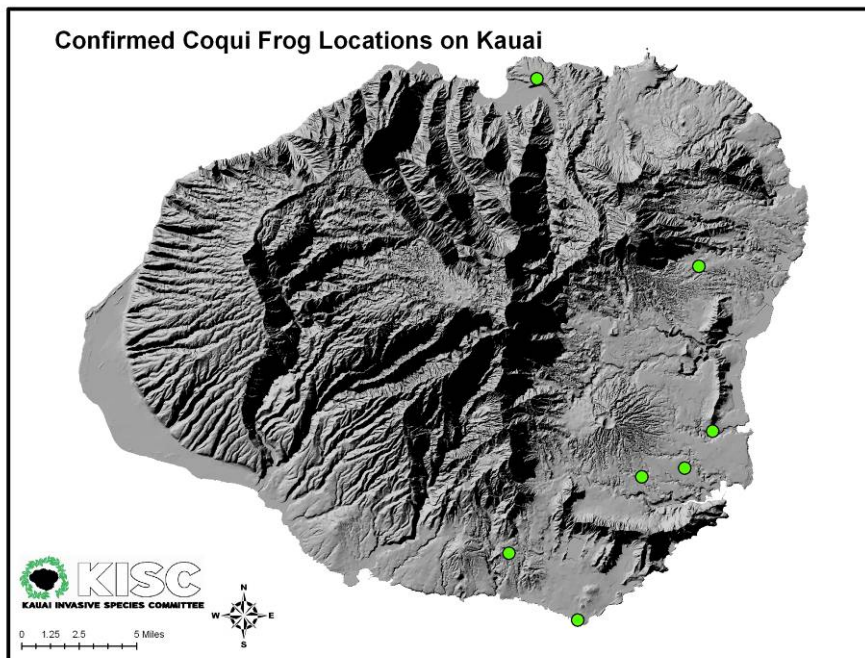 Confirmed Coqui Frog Locations on Kauai
KISC
KAUAI INVASIVE SPECIES COMMITTEE
N
W E
S
0 1.25 2.5 5 Miles